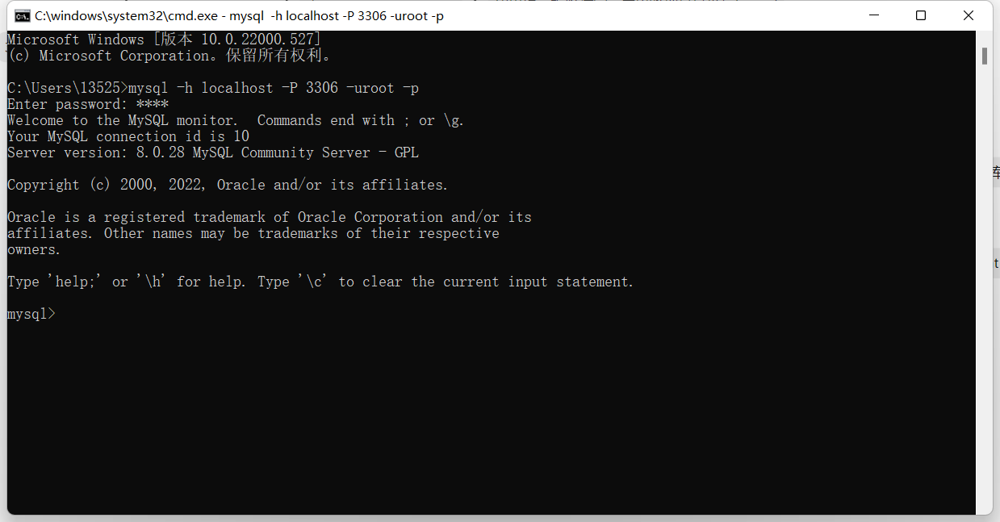 C:\windows\system32\cmd.exe - mysql  -h localhost -P 3306 -uroot -p
Microsoft Windows [版本 10.0.22000.527]
(c) Microsoft Corporation。保留所有权利。
C:\Users\13525>mysql -h localhost -P 3306 -uroot -p
Enter password: ****
Welcome to the MySQL monitor.  Commands end with ; or \g.
Your MySQL connection id is 10
Server version: 8.0.28 MySQL Community Server - GPL
Copyright (c) 2000, 2022, Oracle and/or its affiliates.
Oracle is a registered trademark of Oracle Corporation and/or its
affiliates. Other names may be trademarks of their respective
owners.
Type 'help;' or '\h' for help. Type '\c' to clear the current input statement.
mysql>